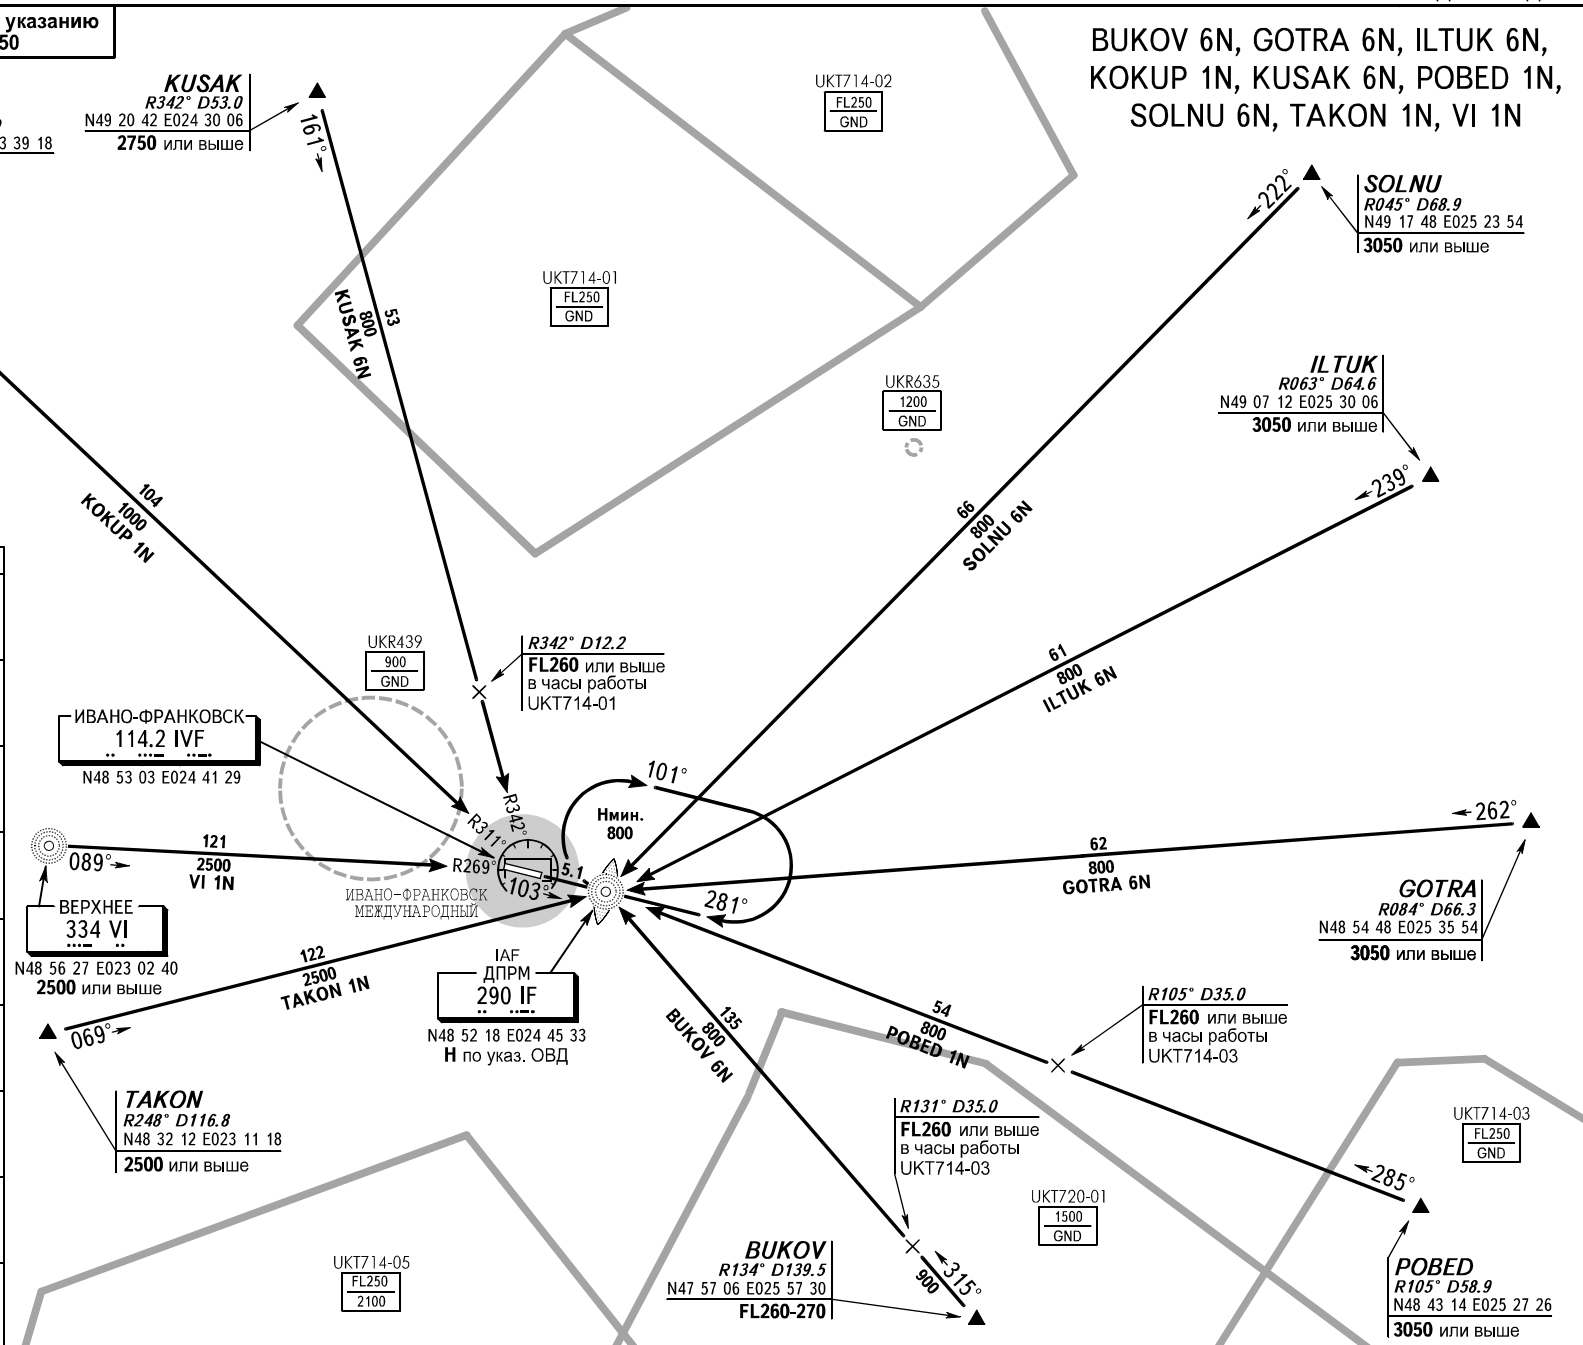 указанию
50
BUKOV 6N, GOTRA 6N, ILTUK 6N,
KOKUP 1N, KUSAK 6N, POBED 1N,
SOLNU 6N, TAKON 1N, VI 1N
KUSAK
R342° D53.0
N49 20 42 E024 30 06
2750 или выше
3 39 18
161°
UKT714-02
FL250
GND
222°
SOLNU
R045° D68.9
N49 17 48 E025 23 54
3050 или выше
UKT714-01
FL250
GND
53
800
KUSAK 6N
ILTUK
R063° D64.6
N49 07 12 E025 30 06
3050 или выше
UKR635
1200
GND
239°
104
1000
KOKUP 1N
66
800
SOLNU 6N
UKR439
900
GND
R342° D12.2
FL260 или выше
в часы работы
UKT714-01
61
800
ILTUK 6N
ИВАНО-ФРАНКОВСК
114.2 IVF
N48 53 03 E024 41 29
101°
R342°
R311°
Hмин.
800
262°
121
2500
VI 1N
089°
R269°
103°
5.1
62
800
GOTRA 6N
ИВАНО-ФРАНКОВСК
МЕЖДУНАРОДНЫЙ
281°
GOTRA
R084° D66.3
N48 54 48 E025 35 54
3050 или выше
ВЕРХНЕЕ
334 VI
N48 56 27 E023 02 40
2500 или выше
122
2500
TAKON 1N
069°
IAF
ДПРМ
290 IF
N48 52 18 E024 45 33
H по указ. ОВД
135
800
BUKOV 6N
54
800
POBED 1N
R105° D35.0
FL260 или выше
в часы работы
UKT714-03
TAKON
R248° D116.8
N48 32 12 E023 11 18
2500 или выше
R131° D35.0
FL260 или выше
в часы работы
UKT714-03
UKT714-03
FL250
GND
285°
UKT720-01
1500
GND
UKT714-05
FL250
2100
BUKOV
R134° D139.5
N47 57 06 E025 57 30
FL260-270
315°
900
POBED
R105° D58.9
N48 43 14 E025 27 26
3050 или выше